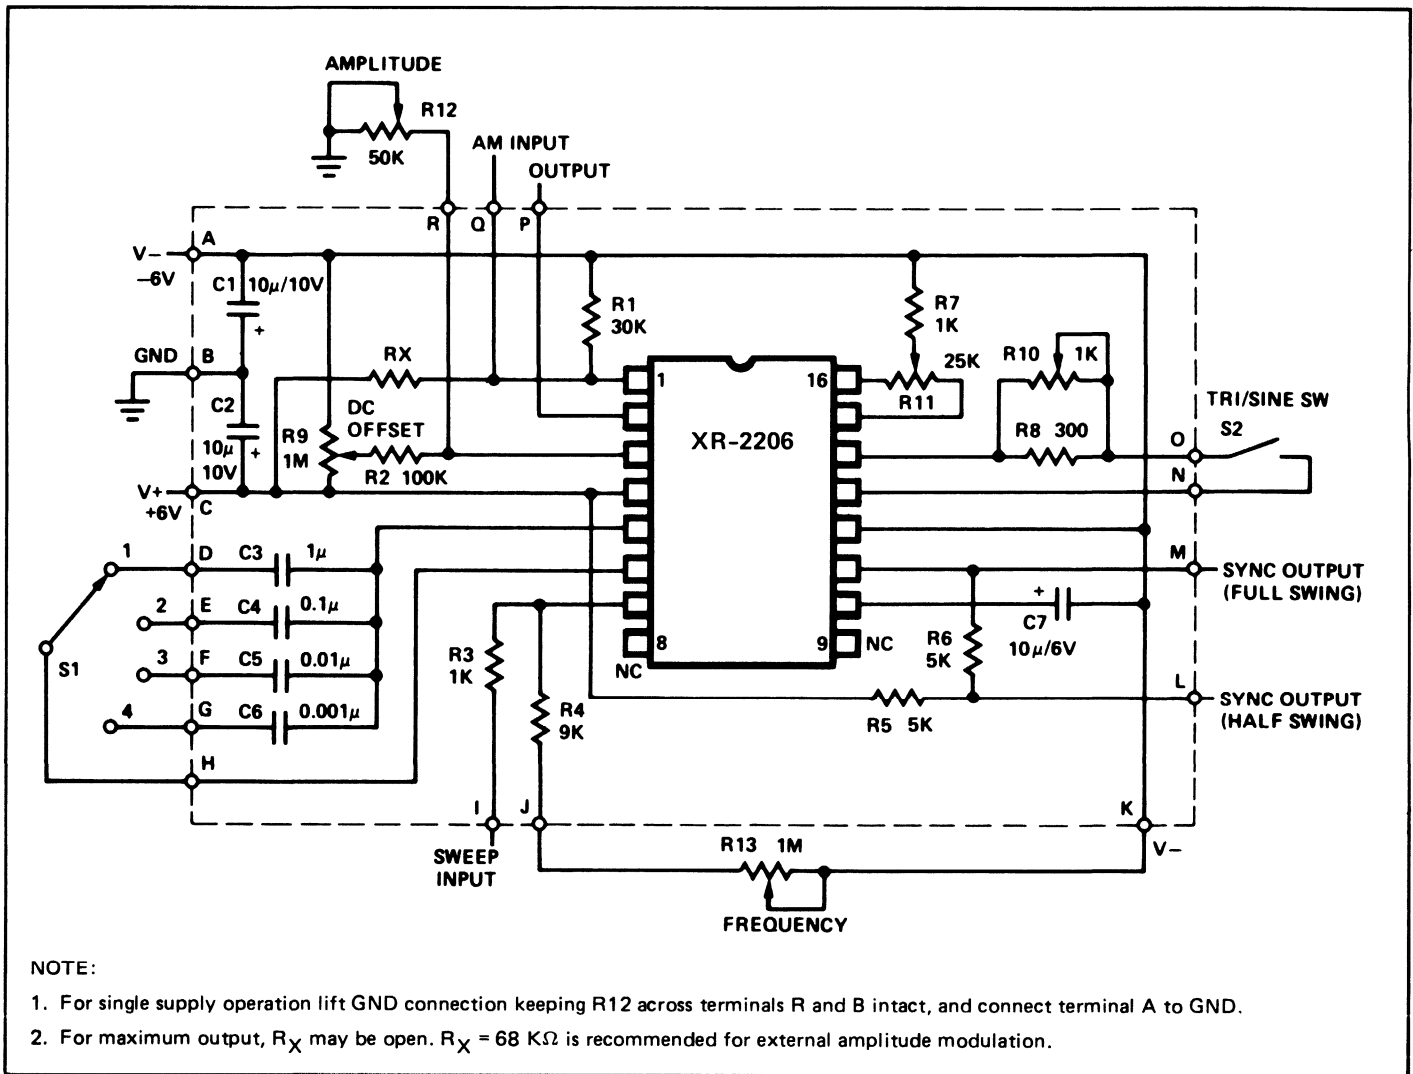 AMPLITUDE
R12
50K
AM INPUT
OUTPUT
R
Q
P
A
V–
–6V
C1 10μ/10V
+
R1
30K
R7
1K
GND
B
RX
25K
R10
1K
1
16
R11
C2
10μ
10V
+
R9
1M
DC
OFFSET
R2 100K
XR-2206
R8 300
TRI/SINE SW
S2
O
N
V+
+6V
C
1
D
C3
1μ
M
SYNC OUTPUT
(FULL SWING)
2
E
C4
0.1μ
+
C7
10μ/6V
3
F
C5
0.01μ
S1
R3
1K
8
NC
9
NC
R6
5K
4
G
C6
0.001μ
R4
9K
R5 5K
L
SYNC OUTPUT
(HALF SWING)
H
I
J
K
V–
SWEEP
INPUT
R13 1M
FREQUENCY
NOTE:
1. For single supply operation lift GND connection keeping R12 across terminals R and B intact, and connect terminal A to GND.
2. For maximum output, RX may be open. RX = 68 KΩ is recommended for external amplitude modulation.